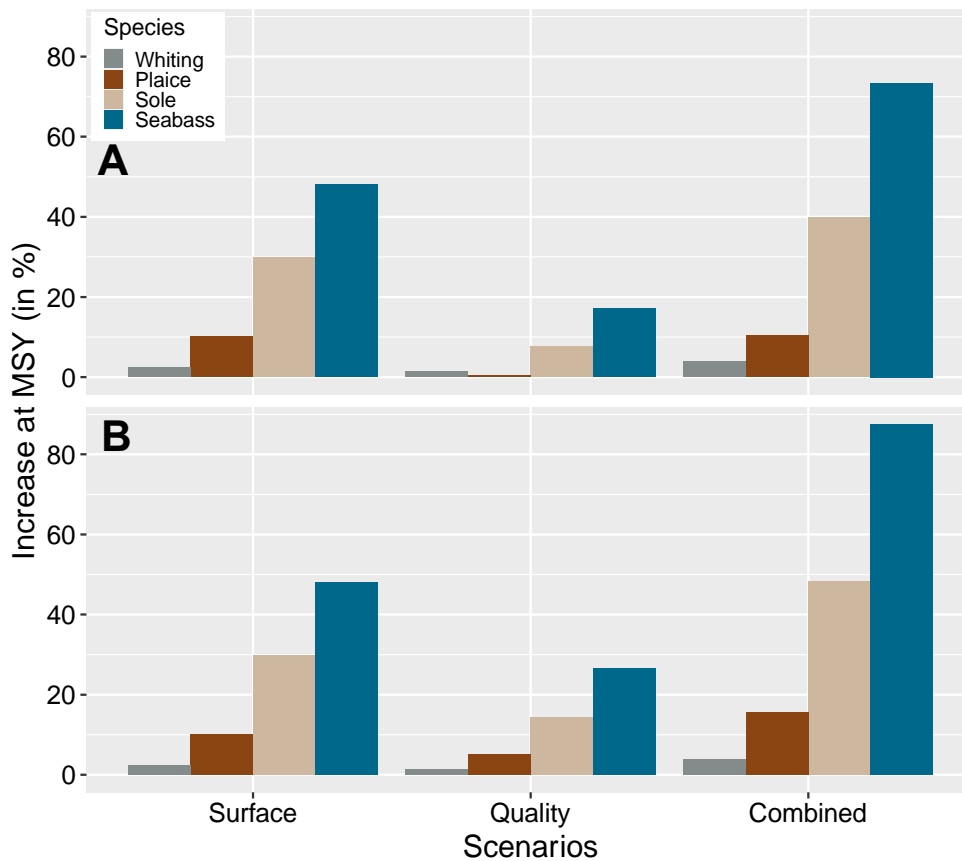 Species
Whiting
Plaice
Sole
Seabass
A
80
60
40
20
0
B
80
60
40
20
0
Increase at MSY (in %)
Surface
Quality
Combined
Scenarios